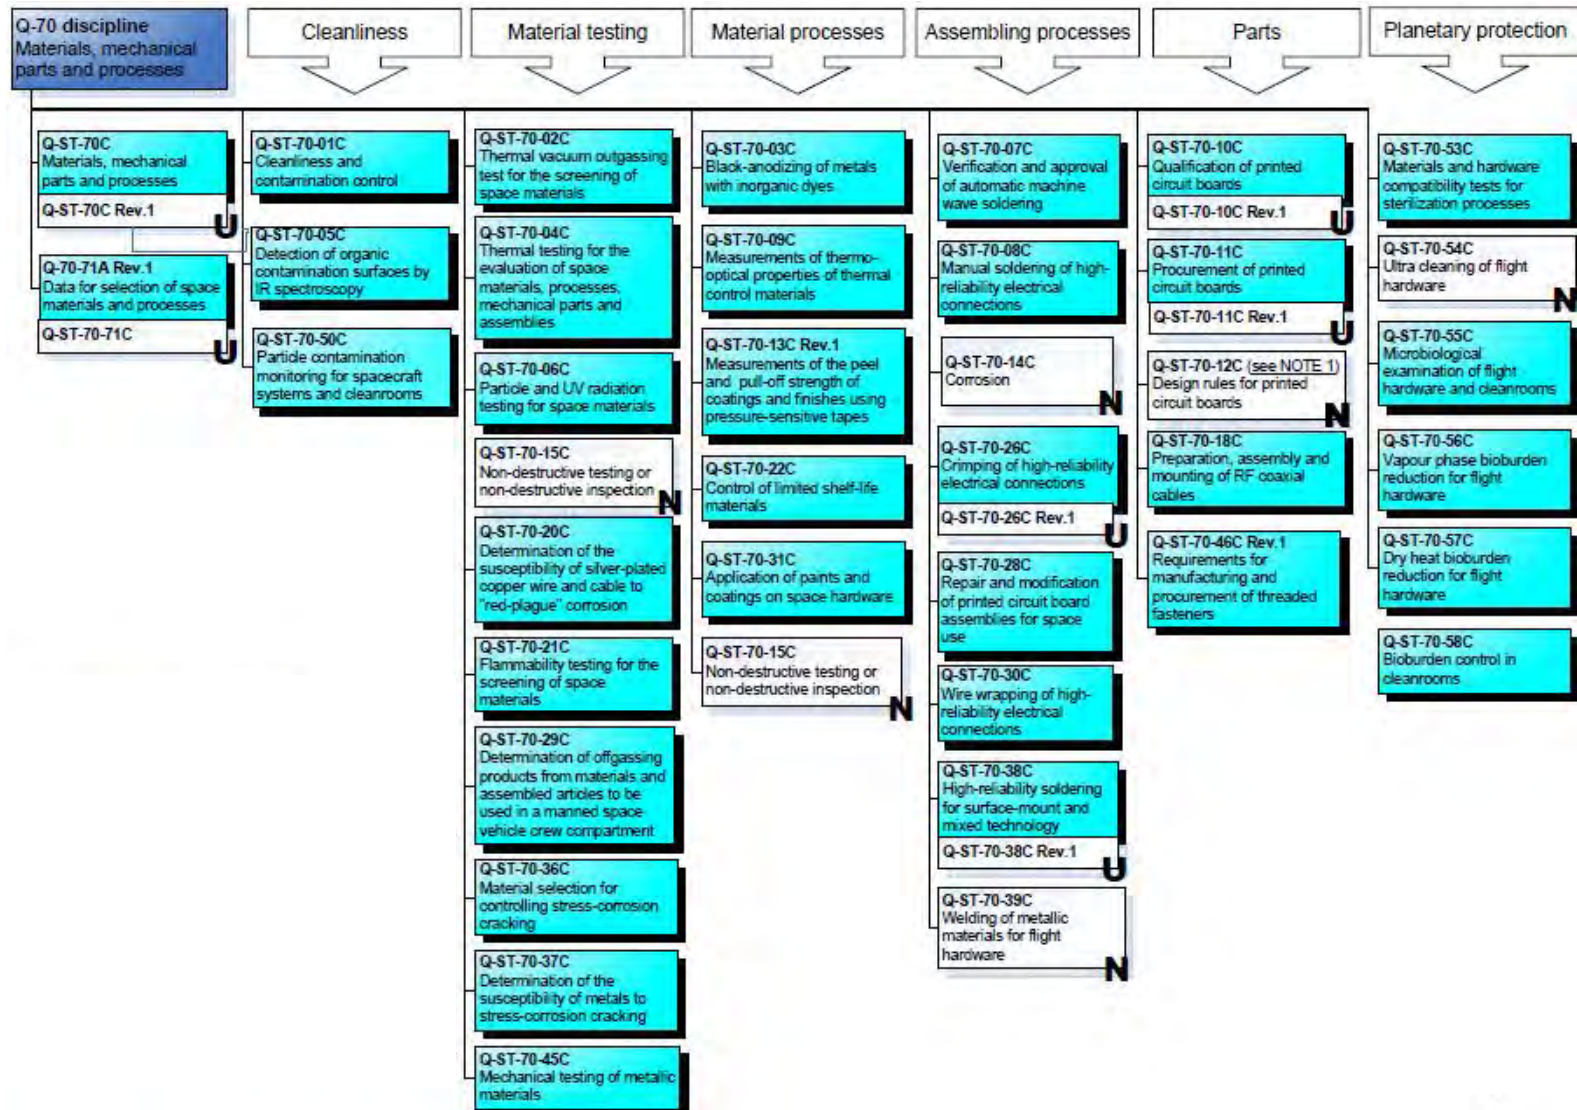 Q-70 discipline
Materials, mechanical
parts and processes
Cleanliness
Material testing
Material processes
Assembling processes
Parts
Planetary protection
Q-ST-70C
Materials, mechanical
parts and processes
Q-ST-70C Rev.1
U
Q-70-71A Rev.1
Data for selection of space
materials and processes
Q-ST-70-71C
U
Q-ST-70-01C
Cleanliness and
contamination control
Q-ST-70-05C
Detection of organic
contamination surfaces by
IR spectroscopy
Q-ST-70-50C
Particle contamination
monitoring for spacecraft
systems and cleanrooms
Q-ST-70-02C
Thermal vacuum outgassing
test for the screening of
space materials
Q-ST-70-04C
Thermal testing for the
evaluation of space
materials, processes,
mechanical parts and
assemblies
Q-ST-70-06C
Particle and UV radiation
testing for space materials
Q-ST-70-15C
Non-destructive testing or
non-destructive inspection
N
Q-ST-70-20C
Determination of the
susceptibility of silver-plated
copper wire and cable to
"red-plague" corrosion
Q-ST-70-21C
Flammability testing for the
screening of space
materials
Q-ST-70-29C
Determination of offgassing
products from materials and
assembled articles to be
used in a manned space
vehicle crew compartment
Q-ST-70-36C
Material selection for
controlling stress-corrosion
cracking
Q-ST-70-37C
Determination of the
susceptibility of metals to
stress-corrosion cracking
Q-ST-70-45C
Mechanical testing of metallic
materials
Q-ST-70-03C
Black-anodizing of metals
with inorganic dyes
Q-ST-70-09C
Measurements of thermo-
optical properties of thermal
control materials
Q-ST-70-13C Rev.1
Measurements of the peel
and pull-off strength of
coatings and finishes using
pressure-sensitive tapes
Q-ST-70-22C
Control of limited shelf-life
materials
Q-ST-70-31C
Application of paints and
coatings on space hardware
Q-ST-70-15C
Non-destructive testing or
non-destructive inspection
N
Q-ST-70-07C
Verification and approval
of automatic machine
wave soldering
Q-ST-70-08C
Manual soldering of high-
reliability electrical
connections
Q-ST-70-14C
Corrosion
N
Q-ST-70-26C
Crimping of high-reliability
electrical connections
Q-ST-70-26C Rev.1
U
Q-ST-70-28C
Repair and modification
of printed circuit board
assemblies for space
use
Q-ST-70-30C
Wire wrapping of high-
reliability electrical
connections
Q-ST-70-38C
High-reliability soldering
for surface-mount and
mixed technology
Q-ST-70-38C Rev.1
U
Q-ST-70-39C
Welding of metallic
materials for flight
hardware
N
Q-ST-70-10C
Qualification of printed
circuit boards
Q-ST-70-10C Rev.1
U
Q-ST-70-11C
Procurement of printed
circuit boards
Q-ST-70-11C Rev.1
U
Q-ST-70-12C (see NOTE 1)
Design rules for printed
circuit boards
N
Q-ST-70-18C
Preparation, assembly and
mounting of RF coaxial
cables
Q-ST-70-46C Rev.1
Requirements for
manufacturing and
procurement of threaded
fasteners
Q-ST-70-53C
Materials and hardware
compatibility tests for
sterilization processes
Q-ST-70-54C
Ultra cleaning of flight
hardware
N
Q-ST-70-55C
Microbiological
examination of flight
hardware and cleanrooms
Q-ST-70-56C
Vapour phase bioburden
reduction for flight
hardware
Q-ST-70-57C
Dry heat bioburden
reduction for flight
hardware
Q-ST-70-58C
Bioburden control in
cleanrooms